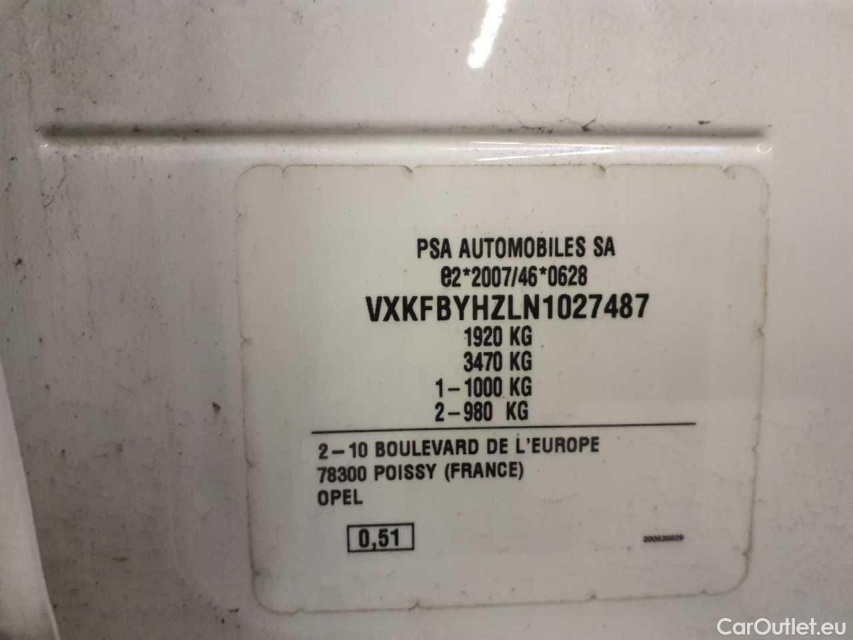 PSA AUTOMOBILES SA
e2*2007/46*0628
VXKFBYHZLN1027487
1920 KG
3470 KG
1-1000 KG
2-980 KG
2-10 BOULEVARD DE L'EUROPE
78300 POISSY (FRANCE)
OPEL
0,51
CarOutlet.eu